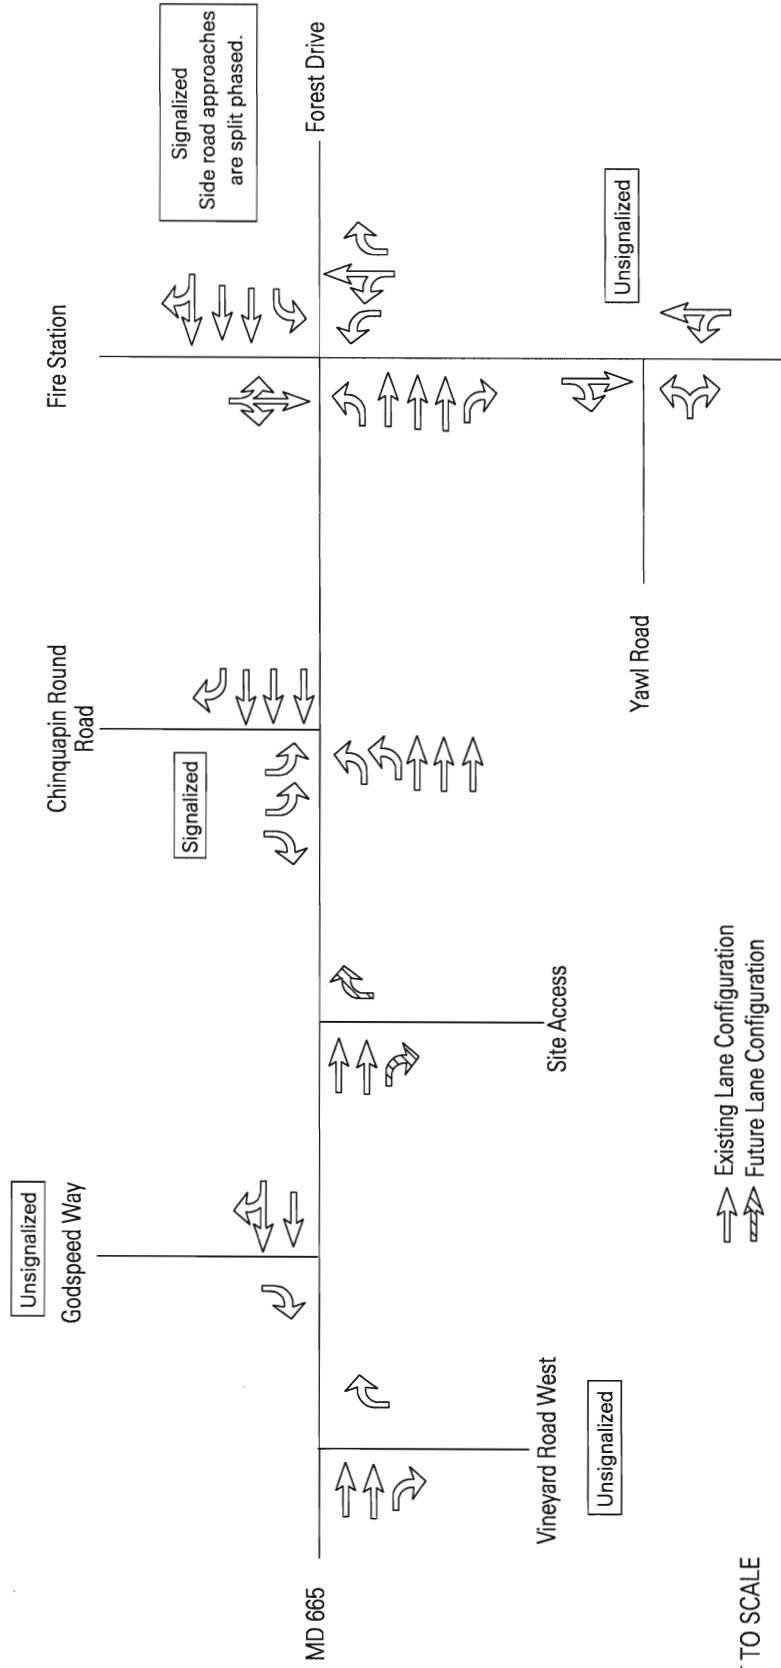 Unsignalized
Godspeed Way
Chinquapin Round
Road
Signalized
Fire Station
Signalized
Side road approaches
are split phased.
MD 665
Forest Drive
Vineyard Road West
Unsignalized
Site Access
Yawl Road
Unsignalized
Existing Lane Configuration
Future Lane Configuration
TO SCALE